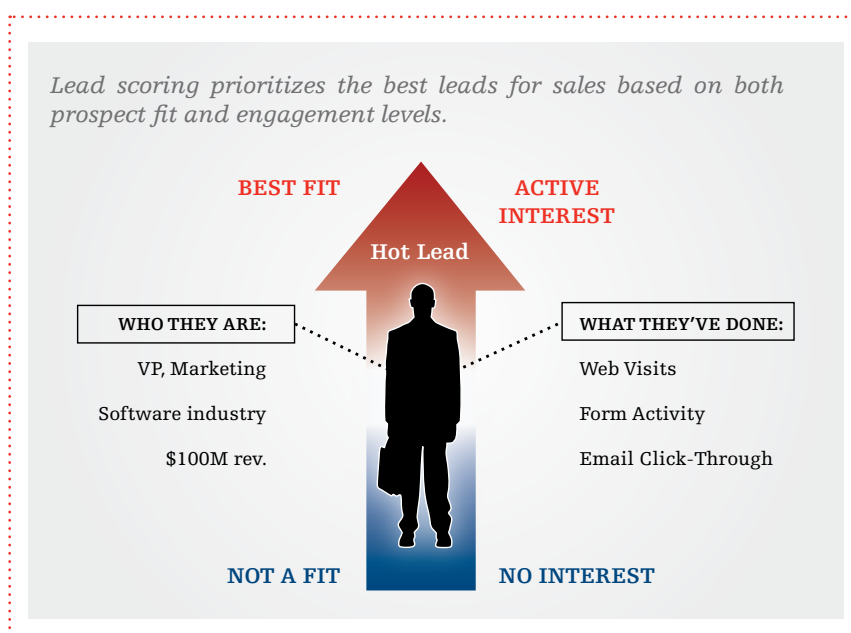 Lead scoring prioritizes the best leads for sales based on both
prospect fit and engagement levels.
BEST FIT
ACTIVE
INTEREST
Hot Lead
WHO THEY ARE:
VP, Marketing
Software industry
$100M rev.
WHAT THEY’VE DONE:
Web Visits
Form Activity
Email Click-Through
NOT A FIT
NO INTEREST